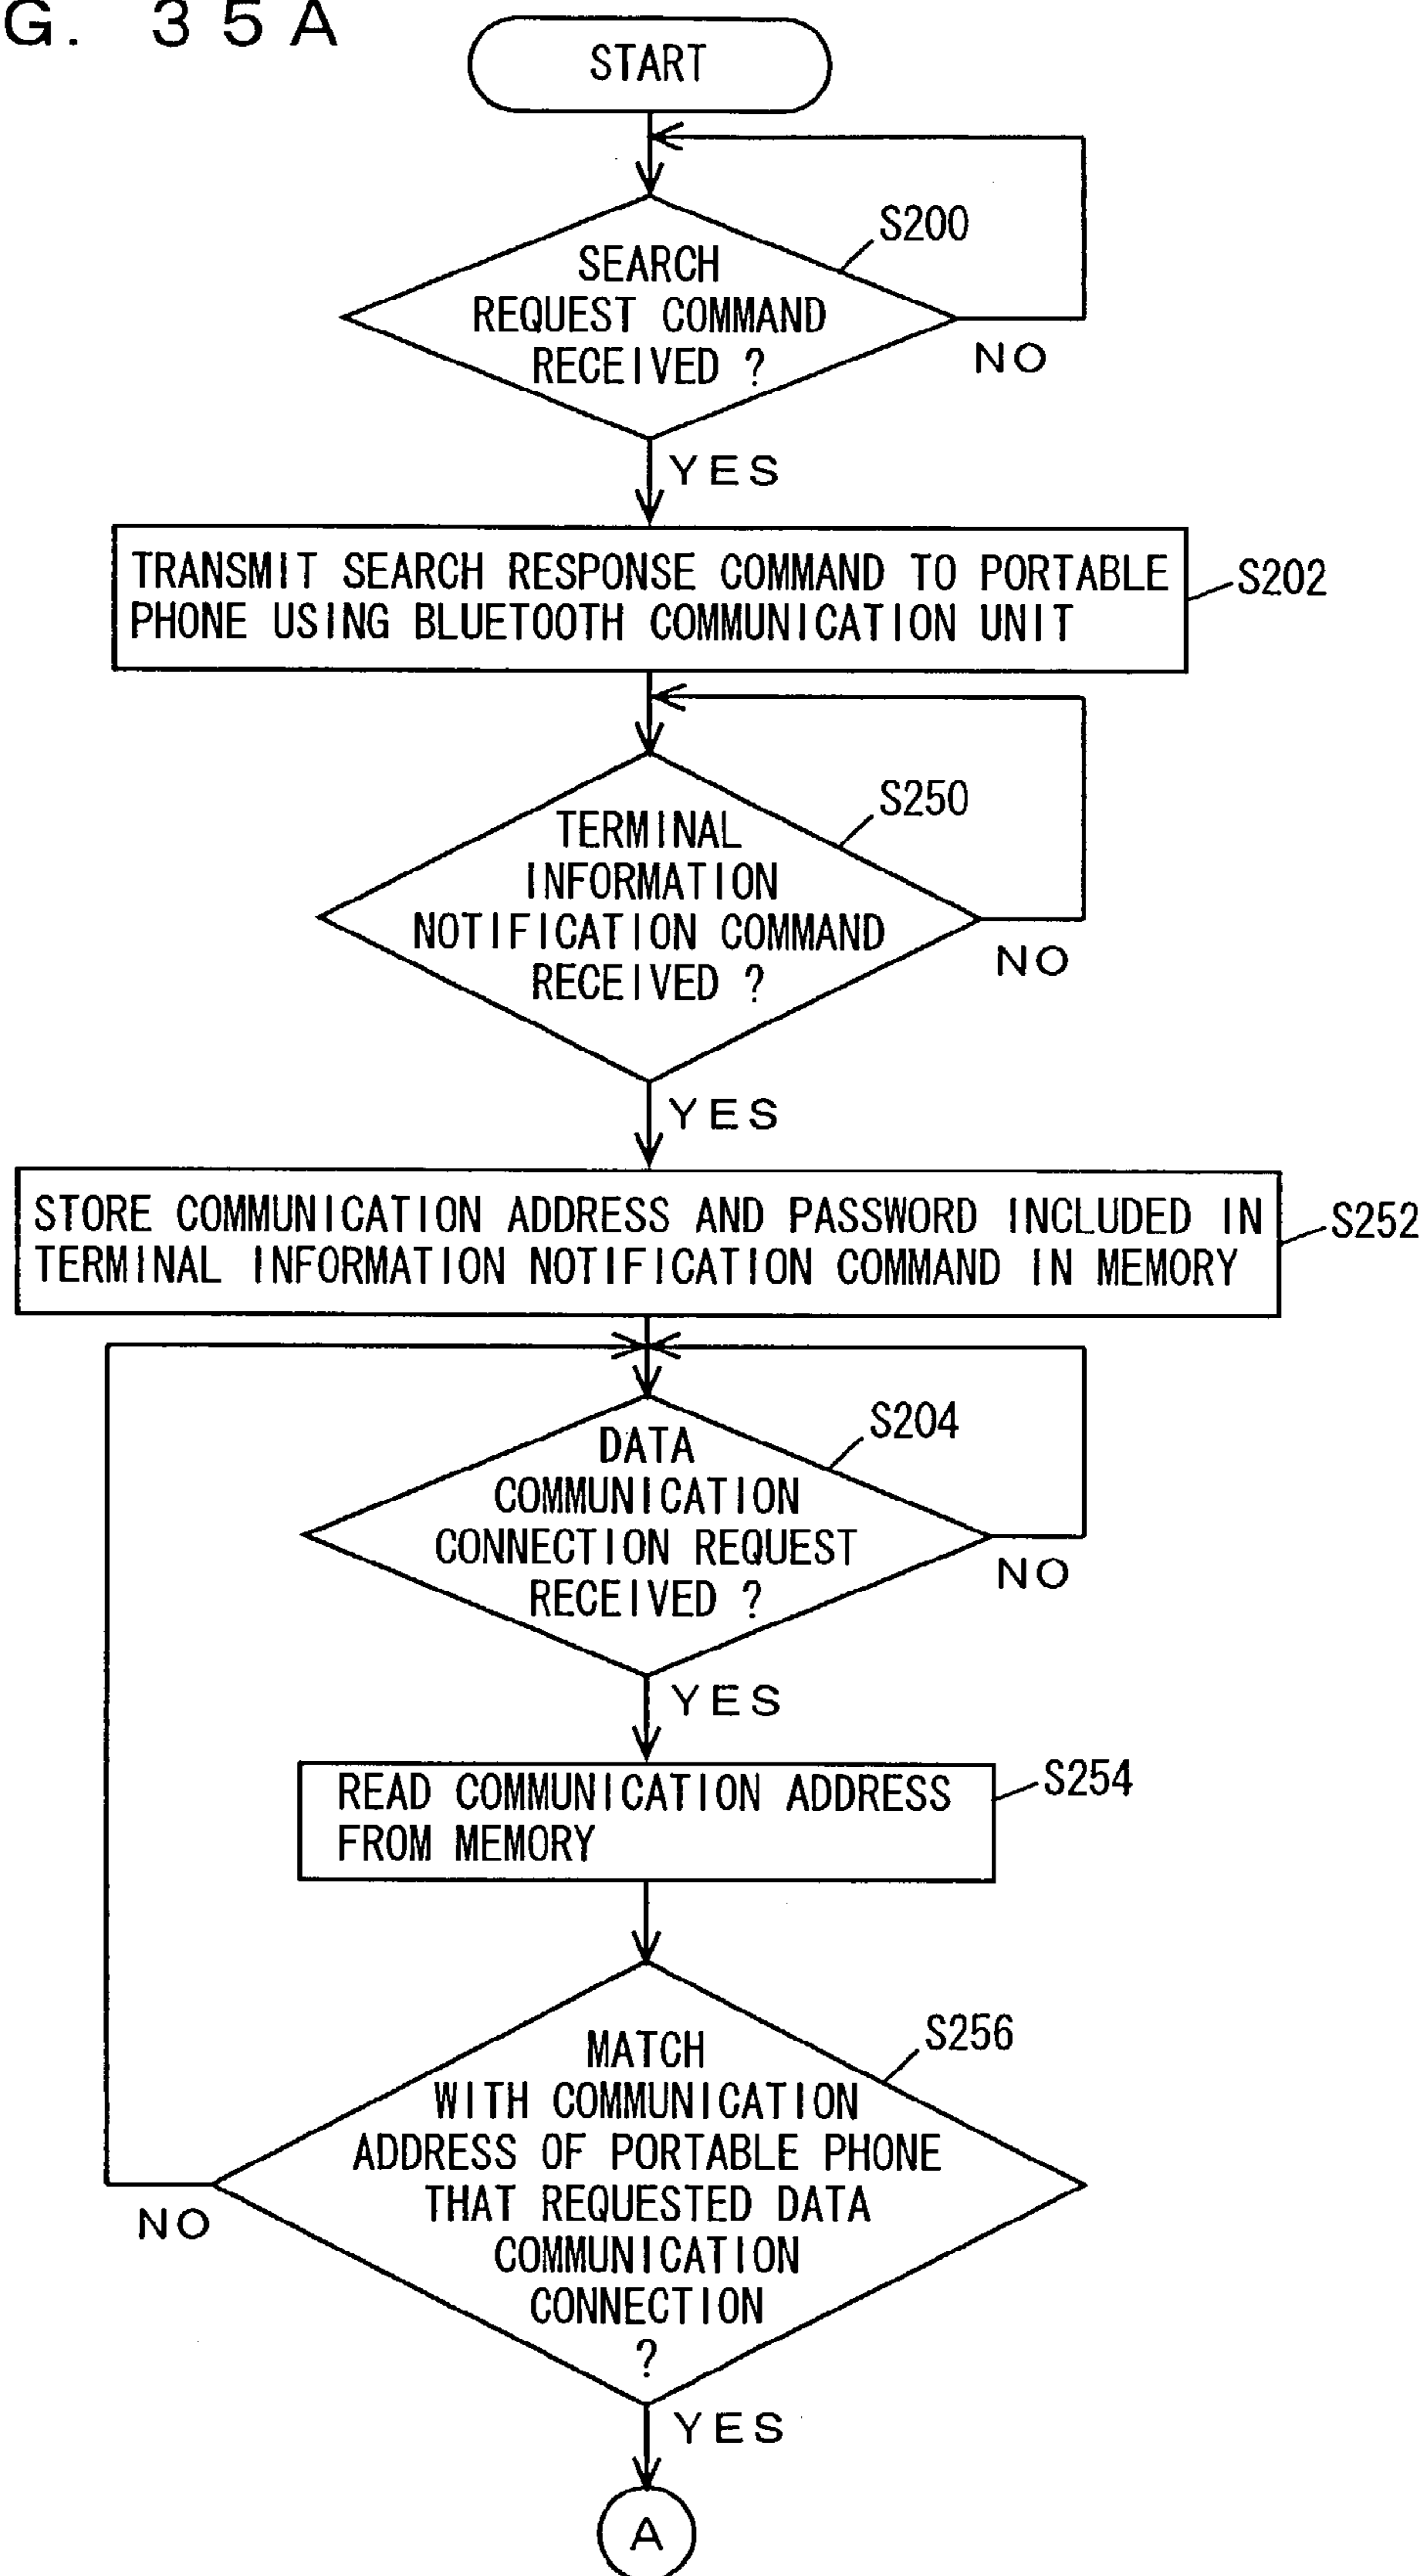 G. 35A
START
S200
SEARCH
REQUEST COMMAND
RECEIVED ?
NO
YES
TRANSMIT SEARCH RESPONSE COMMAND TO PORTABLE
PHONE USING BLUETOOTH COMMUNICATION UNIT
S202
S250
TERMINAL
INFORMATION
NOTIFICATION COMMAND
RECEIVED ?
NO
YES
STORE COMMUNICATION ADDRESS AND PASSWORD INCLUDED IN
TERMINAL INFORMATION NOTIFICATION COMMAND IN MEMORY
S252
S204
DATA
COMMUNICATION
CONNECTION REQUEST
RECEIVED ?
NO
YES
READ COMMUNICATION ADDRESS
FROM MEMORY
S254
S256
MATCH
WITH COMMUNICATION
ADDRESS OF PORTABLE PHONE
THAT REQUESTED DATA
COMMUNICATION
CONNECTION
?
NO
YES
A